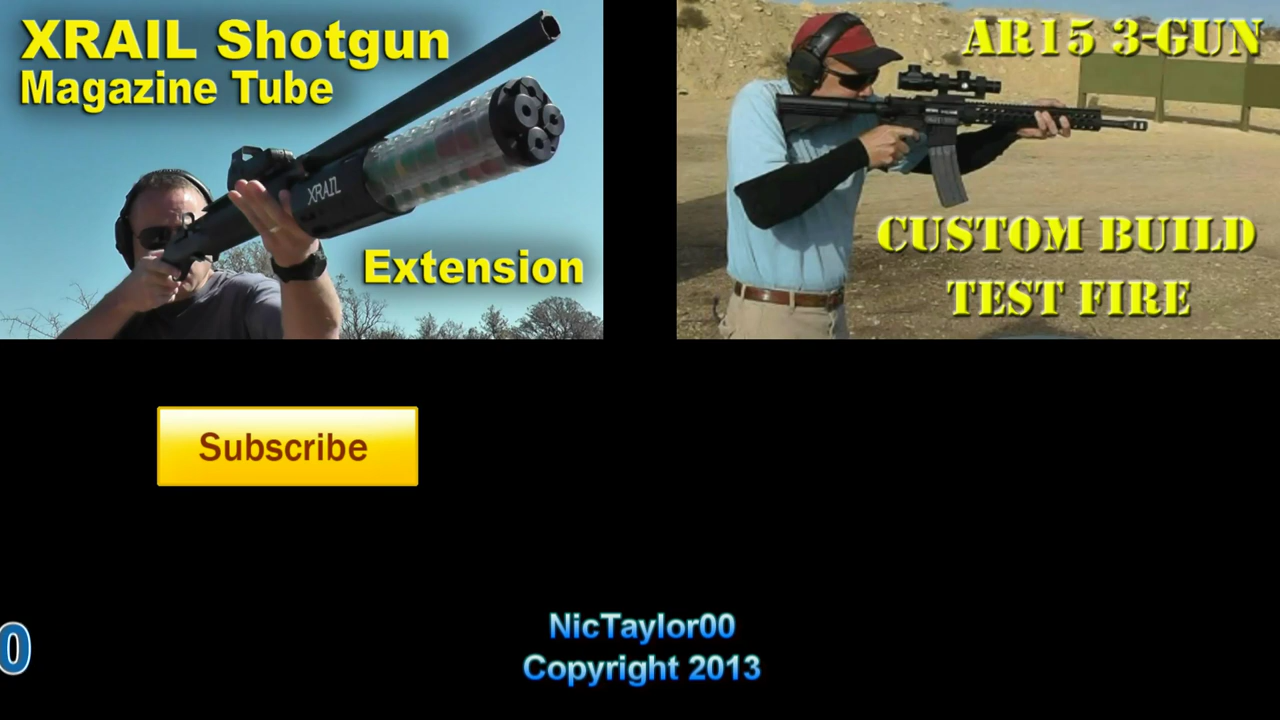 XRAIL Shotgun
Magazine Tube
XRAIL
Extension
AR15 3-GUN
CUSTOM BUILD
TEST FIRE
Subscribe
0
NicTaylor00
Copyright 2013